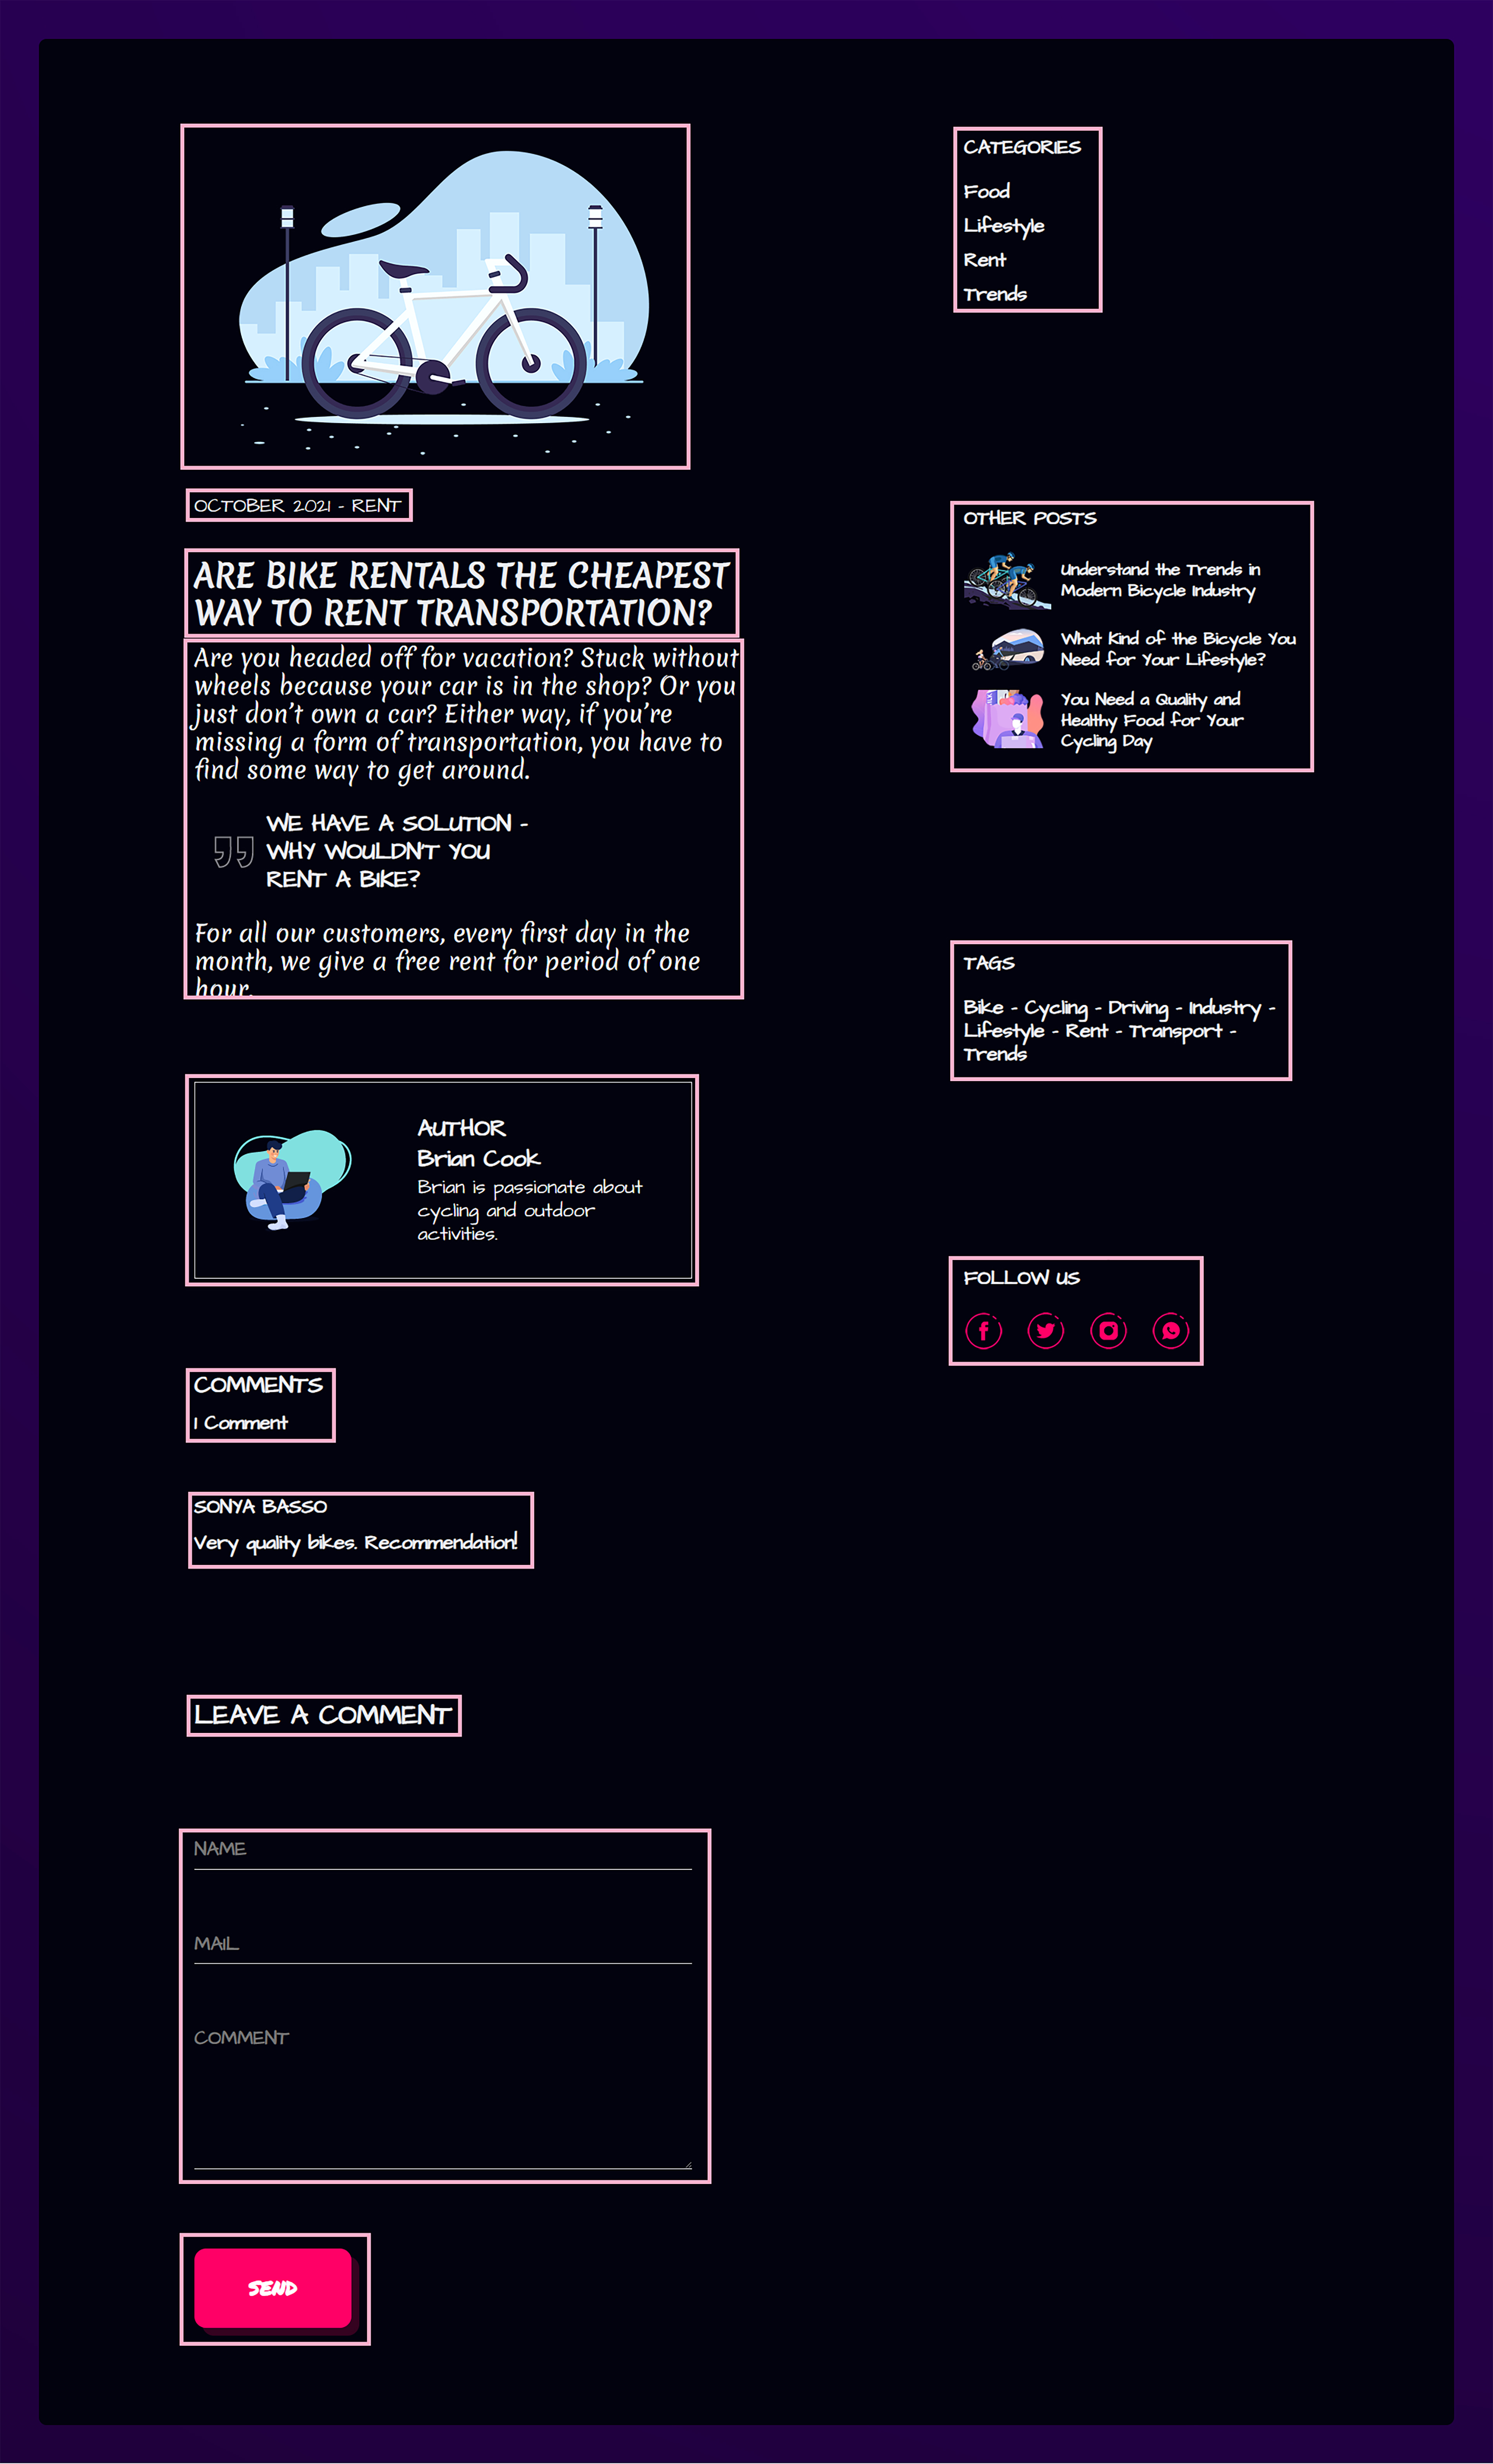 OCTOBER 2021 - RENT
ARE BIKE RENTALS THE CHEAPEST
WAY TO RENT TRANSPORTATION?
Are you headed off for vacation? Stuck without
wheels because your car is in the shop? Or you
just don’t own a car? Either way, if you’re
missing a form of transportation, you have to
find some way to get around.
WE HAVE A SOLUTION -
WHY WOULDN'T YOU
RENT A BIKE?
For all our customers, every first day in the
month, we give a free rent for period of one
hour.
AUTHOR
Brian Cook
Brian is passionate about
cycling and outdoor
activities.
COMMENTS
1 Comment
SONYA BASSO
Very quality bikes. Recommendation!
LEAVE A COMMENT
NAME
MAIL
COMMENT
SEND
CATEGORIES
Food
Lifestyle
Rent
Trends
OTHER POSTS
Understand the Trends in
Modern Bicycle Industry
What Kind of the Bicycle You
Need for Your Lifestyle?
You Need a Quality and
Healthy Food for Your
Cycling Day
TAGS
Bike - Cycling - Driving - Industry -
Lifestyle - Rent - Transport -
Trends
FOLLOW US